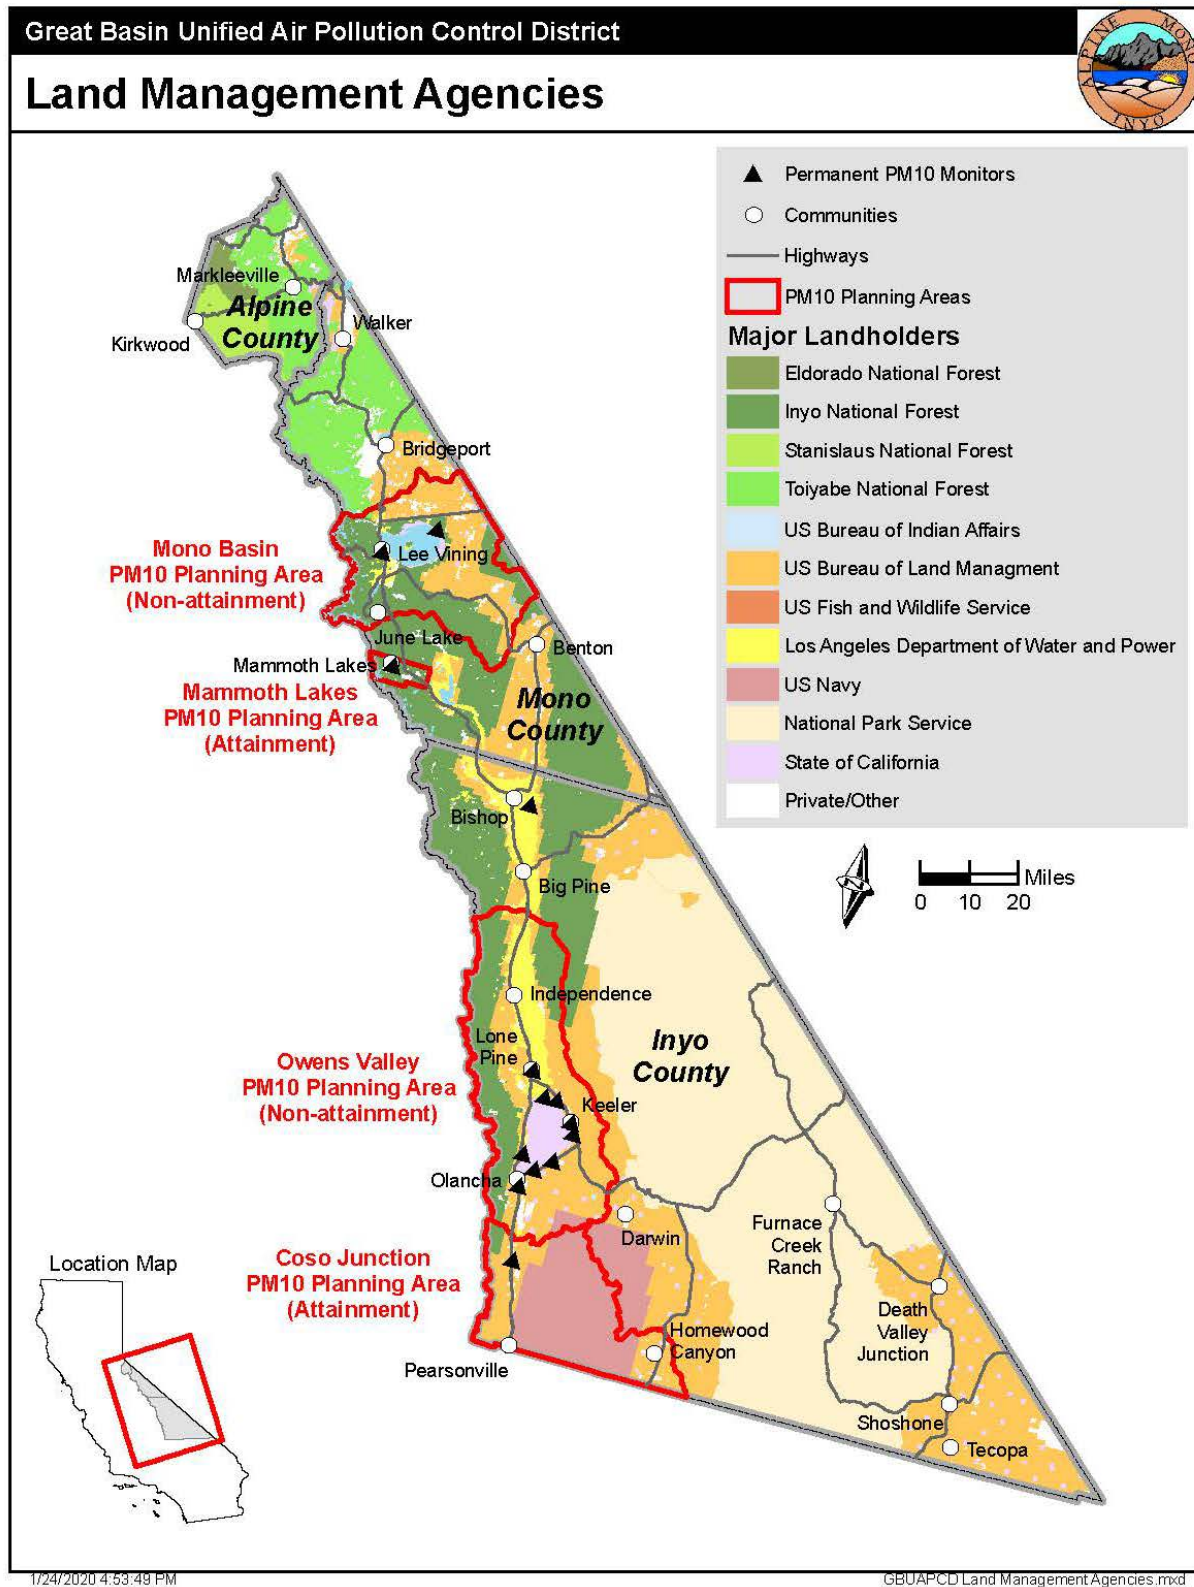 Great Basin Unified Air Pollution Control District
Land Management Agencies
ALPINE MONO
INYO
Permanent PM10 Monitors
Communities
Highways
PM10 Planning Areas
Major Landholders
Eldorado National Forest
Inyo National Forest
Stanislaus National Forest
Toiyabe National Forest
US Bureau of Indian Affairs
US Bureau of Land Managment
US Fish and Wildlife Service
Los Angeles Department of Water and Power
US Navy
National Park Service
State of California
Private/Other
N
Miles
0 10 20
Markleeville
Alpine
County
Kirkwood
Walker
Bridgeport
Mono Basin
PM10 Planning Area
(Non-attainment)
Lee Vining
June Lake
Benton
Mammoth Lakes
Mammoth Lakes
PM10 Planning Area
(Attainment)
Mono
County
Bishop
Big Pine
Independence
Lone
Pine
Inyo
County
Owens Valley
PM10 Planning Area
(Non-attainment)
Keeler
Olancha
Darwin
Furnace
Creek
Ranch
Coso Junction
PM10 Planning Area
(Attainment)
Death
Valley
Junction
Homewood
Canyon
Pearsonville
Shoshone
Tecopa
Location Map
1/24/2020 4:53:49 PM
GBUAPCD Land Management Agencies.mxd